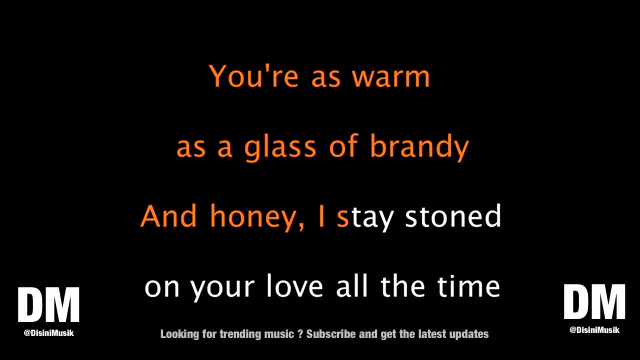 You're as warm
as a glass of brandy
And honey, I stay stoned
on your love all the time
DM
@DisiniMusik
Looking for trending music ? Subscribe and get the latest updates
DM
@DisiniMusik